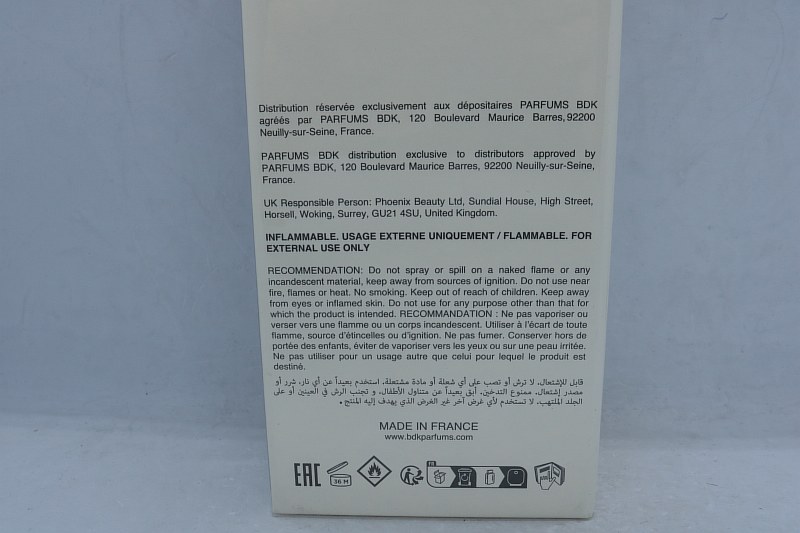 Distribution réservée exclusivement aux dépositaires PARFUMS BDK
agréés par PARFUMS BDK, 120 Boulevard Maurice Barres, 92200
Neuilly-sur-Seine, France.
PARFUMS BDK distribution exclusive to distributors approved by
PARFUMS BDK, 120 Boulevard Maurice Barres, 92200 Neuilly-sur-Seine,
France.
UK Responsible Person: Phoenix Beauty Ltd, Sundial House, High Street,
Horsell, Woking, Surrey, GU21 4SU, United Kingdom.
INFLAMMABLE. USAGE EXTERNE UNIQUEMENT / FLAMMABLE. FOR
EXTERNAL USE ONLY
RECOMMENDATION: Do not spray or spill on a naked flame or any
incandescent material, keep away from sources of ignition. Do not use near
fire, flames or heat. No smoking. Keep out of reach of children. Keep away
from eyes or inflamed skin. Do not use for any purpose other than that for
which the product is intended. RECOMMANDATION : Ne pas vaporiser ou
verser vers une flamme ou un corps incandescent. Utiliser à l'écart de toute
flamme, source d'étincelles ou d'ignition. Ne pas fumer. Conserver hors de
portée des enfants, éviter de vaporiser vers les yeux ou sur une peau irritée.
Ne pas utiliser pour un usage autre que celui pour lequel le produit est
destiné.
قابل للإشتعال. لا ترش أو تصب على أي شعلة أو مادة مشتعلة. استخدم بعيداً عن أي نار، شرر أو
مصدر إشتعال. ممنوع التدخين. أبق بعيداً عن متناول الأطفال. و تجنب الرش في العينين أو على
الجلد الملتهب. لا تستخدم لأي غرض آخر غير الغرض الذي يهدف إليه المنتج.
MADE IN FRANCE
www.bdkparfums.com
EAC 36 M FR